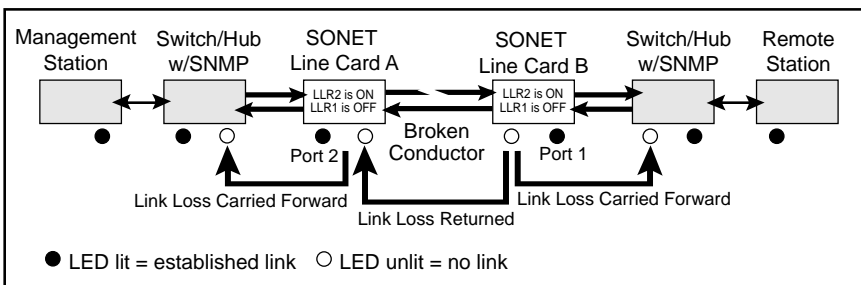 Management Station
Switch/Hub w/SNMP
SONET Line Card A
SONET Line Card B
Switch/Hub w/SNMP
Remote Station
LLR2 is ON
LLR1 is OFF
LLR2 is ON
LLR1 is OFF
Port 2
Broken Conductor
Port 1
Link Loss Carried Forward
Link Loss Returned
Link Loss Carried Forward
LED lit = established link
LED unlit = no link